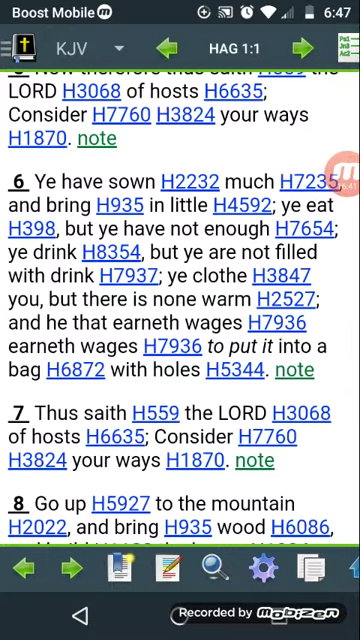 Boost Mobile M 6:47
KJV HAG 1:1
LORD H3068 of hosts H6635;
Consider H7760 H3824 your ways
H1870. note
6 Ye have sown H2232 much H7235,
and bring H935 in little H4592; ye eat
H398, but ye have not enough H7654;
ye drink H8354, but ye are not filled
with drink H7937; ye clothe H3847
you, but there is none warm H2527;
and he that earneth wages H7936
earneth wages H7936 to put it into a
bag H6872 with holes H5344. note
7 Thus saith H559 the LORD H3068
of hosts H6635; Consider H7760
H3824 your ways H1870. note
8 Go up H5927 to the mountain
H2022, and bring H935 wood H6086,
Recorded by mobizen